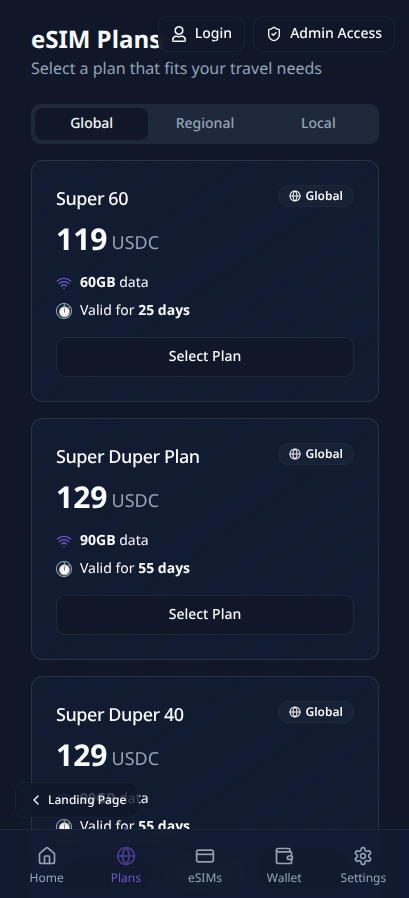 eSIM Plans
Login
Admin Access
Select a plan that fits your travel needs
Global
Regional
Local
Super 60
Global
119 USDC
60GB data
Valid for 25 days
Select Plan
Super Duper Plan
Global
129 USDC
90GB data
Valid for 55 days
Select Plan
Super Duper 40
Global
129 USDC
Landing Page
Valid for 55 days
Home
Plans
eSIMs
Wallet
Settings